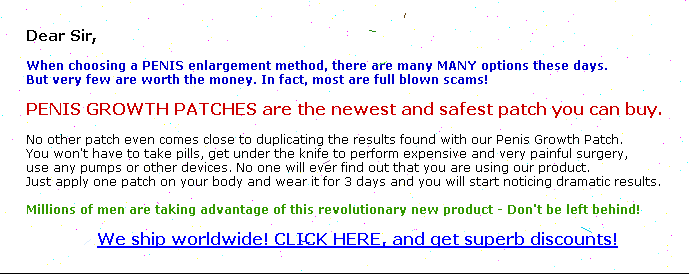 Dear Sir,
When choosing a PENIS enlargement method, there are many MANY options these days.
But very few are worth the money. In fact, most are full blown scams!
PENIS GROWTH PATCHES are the newest and safest patch you can buy.
No other patch even comes close to duplicating the results found with our Penis Growth Patch.
You won't have to take pills, get under the knife to perform expensive and very painful surgery,
use any pumps or other devices. No one will ever find out that you are using our product.
Just apply one patch on your body and wear it for 3 days and you will start noticing dramatic results.
Millions of men are taking advantage of this revolutionary new product - Don't be left behind!
We ship worldwide! CLICK HERE, and get superb discounts!